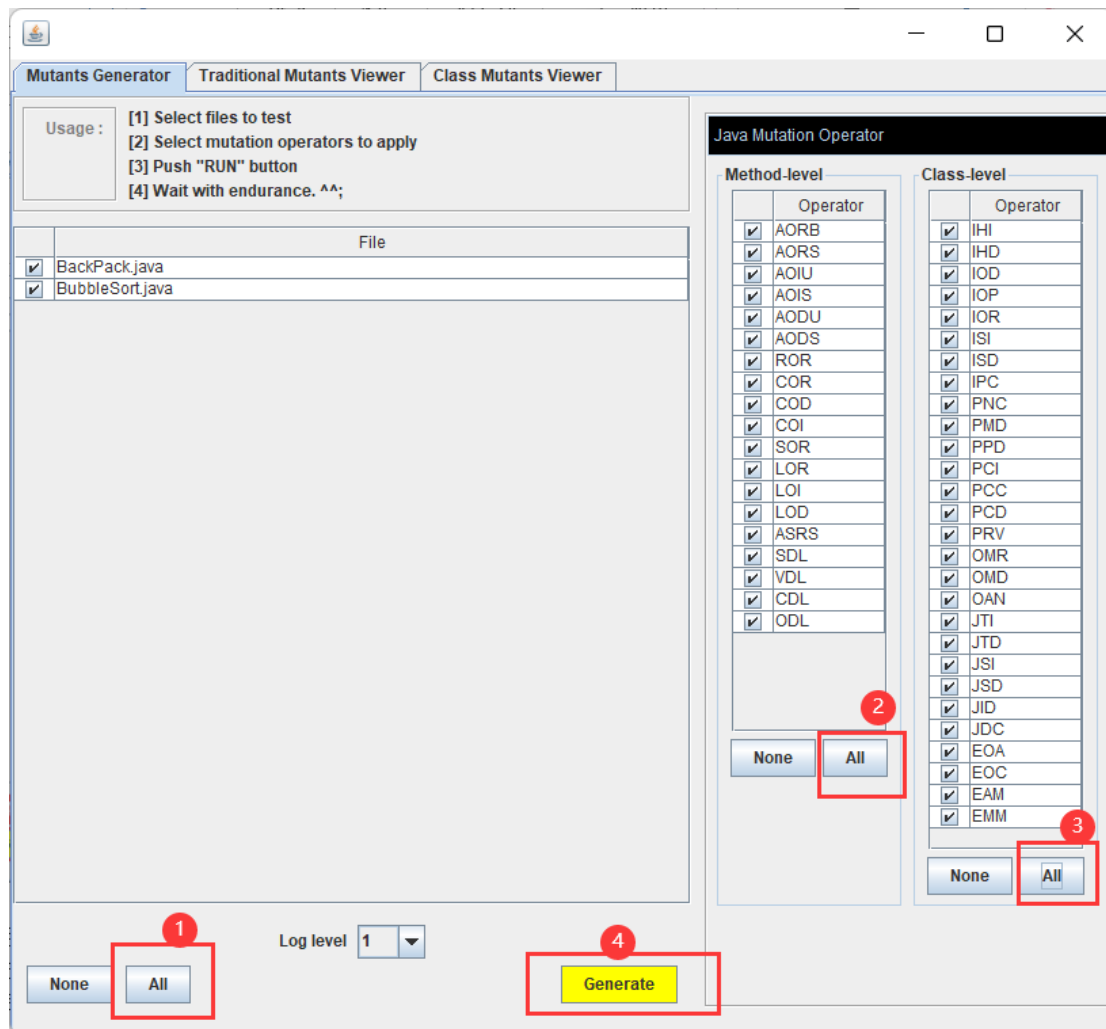 Mutants Generator Traditional Mutants Viewer Class Mutants Viewer
Usage :
[1] Select files to test
[2] Select mutation operators to apply
[3] Push "RUN" button
[4] Wait with endurance. ^^;
File
BackPack.java
BubbleSort.java
1
Log level 1
None All
4
Generate
Java Mutation Operator
Method-level
Operator
AORB
AORS
AOIU
AOIS
AODU
AODS
ROR
COR
COD
COI
SOR
LOR
LOI
LOD
ASRS
SDL
VDL
CDL
ODL
2
None All
Class-level
Operator
IHI
IHD
IOD
IOP
IOR
ISI
ISD
IPC
PNC
PMD
PPD
PCI
PCC
PCD
PRV
OMR
OMD
OAN
JTI
JTD
JSI
JSD
JID
JDC
EOA
EOC
EAM
EMM
3
None All